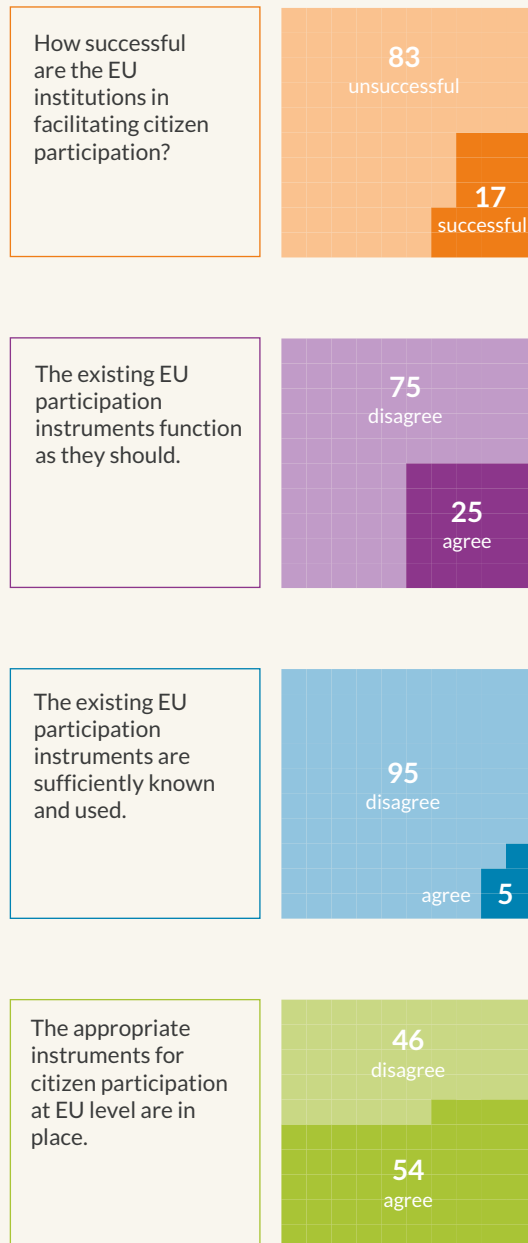 How successful
are the EU
institutions in
facilitating citizen
participation?
83
unsuccessful
17
successful
The existing EU
participation
instruments function
as they should.
75
disagree
25
agree
The existing EU
participation
instruments are
sufficiently known
and used.
95
disagree
agree 5
The appropriate
instruments for
citizen participation
at EU level are in
place.
46
disagree
54
agree